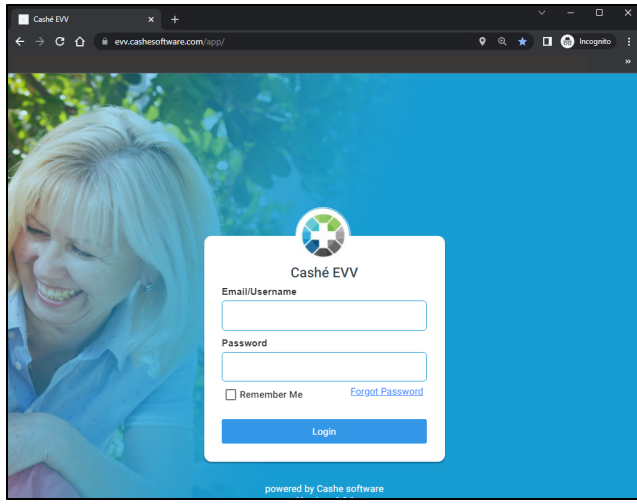 Cashé EVV
evv.cashesoftware.com/app/
Incognito
Cashé EVV
Email/Username
Password
Remember Me
Forgot Password
Login
powered by Cashe software